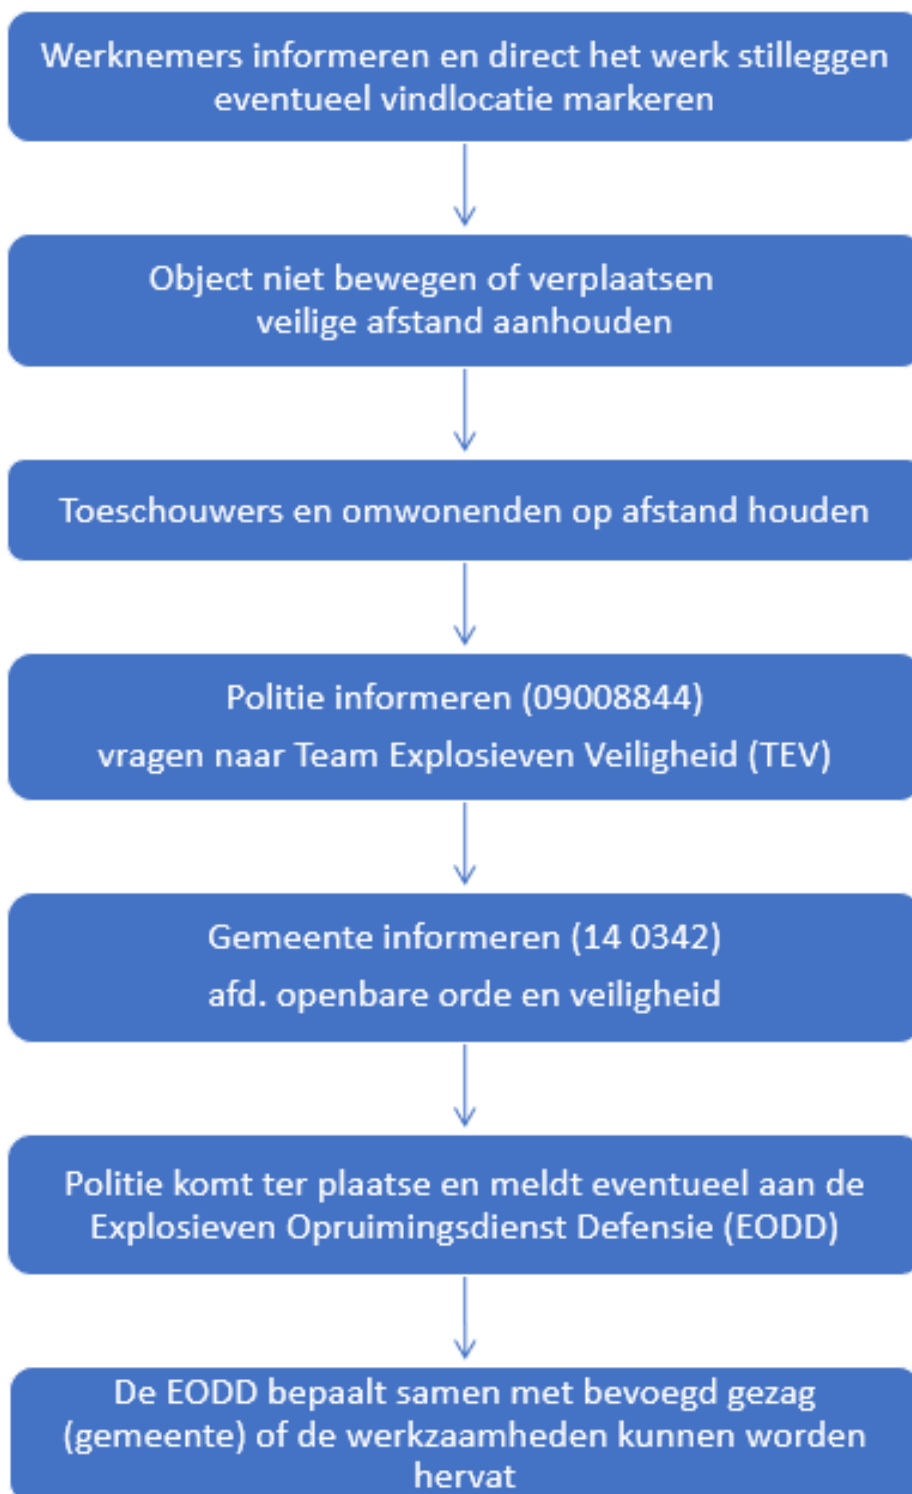 Werknemers informeren en direct het werk stilleggen
eventueel vindlocatie markeren
Object niet bewegen of verplaatsen
veilige afstand aanhouden
Toeschouwers en omwonenden op afstand houden
Politie informeren (09008844)
vragen naar Team Explosieven Veiligheid (TEV)
Gemeente informeren (14 0342)
afd. openbare orde en veiligheid
Politie komt ter plaatse en meldt eventueel aan de
Explosieven Opruimingsdienst Defensie (EODD)
De EODD bepaalt samen met bevoegd gezag
(gemeente) of de werkzaamheden kunnen worden
hervat